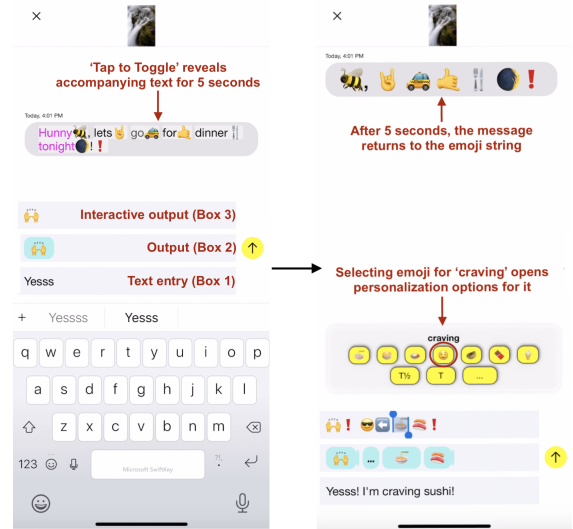 ‘Tap to Toggle’ reveals
accompanying text for 5 seconds
Today, 4:01 PM
Hunny🐝, lets🤘 go🚕 for🤙 dinner🍴
tonight🌒!❗
Interactive output (Box 3)
Output (Box 2)
Yesss
Text entry (Box 1)
+ Yessss Yesss
q w e r t y u i o p
a s d f g h j k l
z x c v b n m
123
Microsoft SwiftKey
?!,
.
Today, 4:01 PM
🐝, 🤘 🚕 🤙 🍴 🌒❗
After 5 seconds, the message
returns to the emoji string
Selecting emoji for ‘craving’ opens
personalization options for it
craving
T½ T ...
...
Yesss! I'm craving sushi!